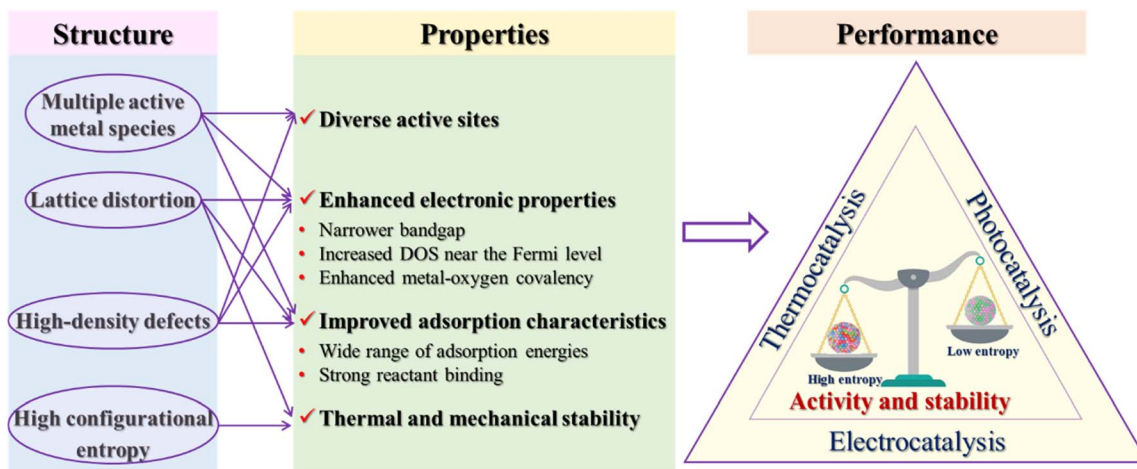 Structure
Multiple active
metal species
Lattice distortion
High-density defects
High configurational
entropy
Properties
✓ Diverse active sites
✓ Enhanced electronic properties
• Narrower bandgap
• Increased DOS near the Fermi level
• Enhanced metal-oxygen covalency
✓ Improved adsorption characteristics
• Wide range of adsorption energies
• Strong reactant binding
✓ Thermal and mechanical stability
Performance
Thermocatalysis
Photocatalysis
High entropy
Low entropy
Activity and stability
Electrocatalysis